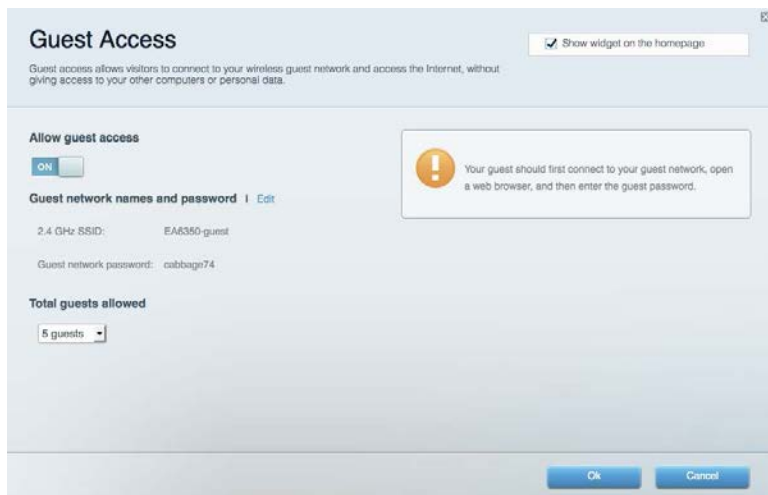 Guest Access
Show widget on the homepage
Guest access allows visitors to connect to your wireless guest network and access the Internet, without
giving access to your other computers or personal data.
Allow guest access
ON
Your guest should first connect to your guest network, open
a web browser, and then enter the guest password.
Guest network names and password | Edit
2.4 GHz SSID: EA6350-guest
Guest network password: cabbage74
Total guests allowed
5 guests
Ok
Cancel